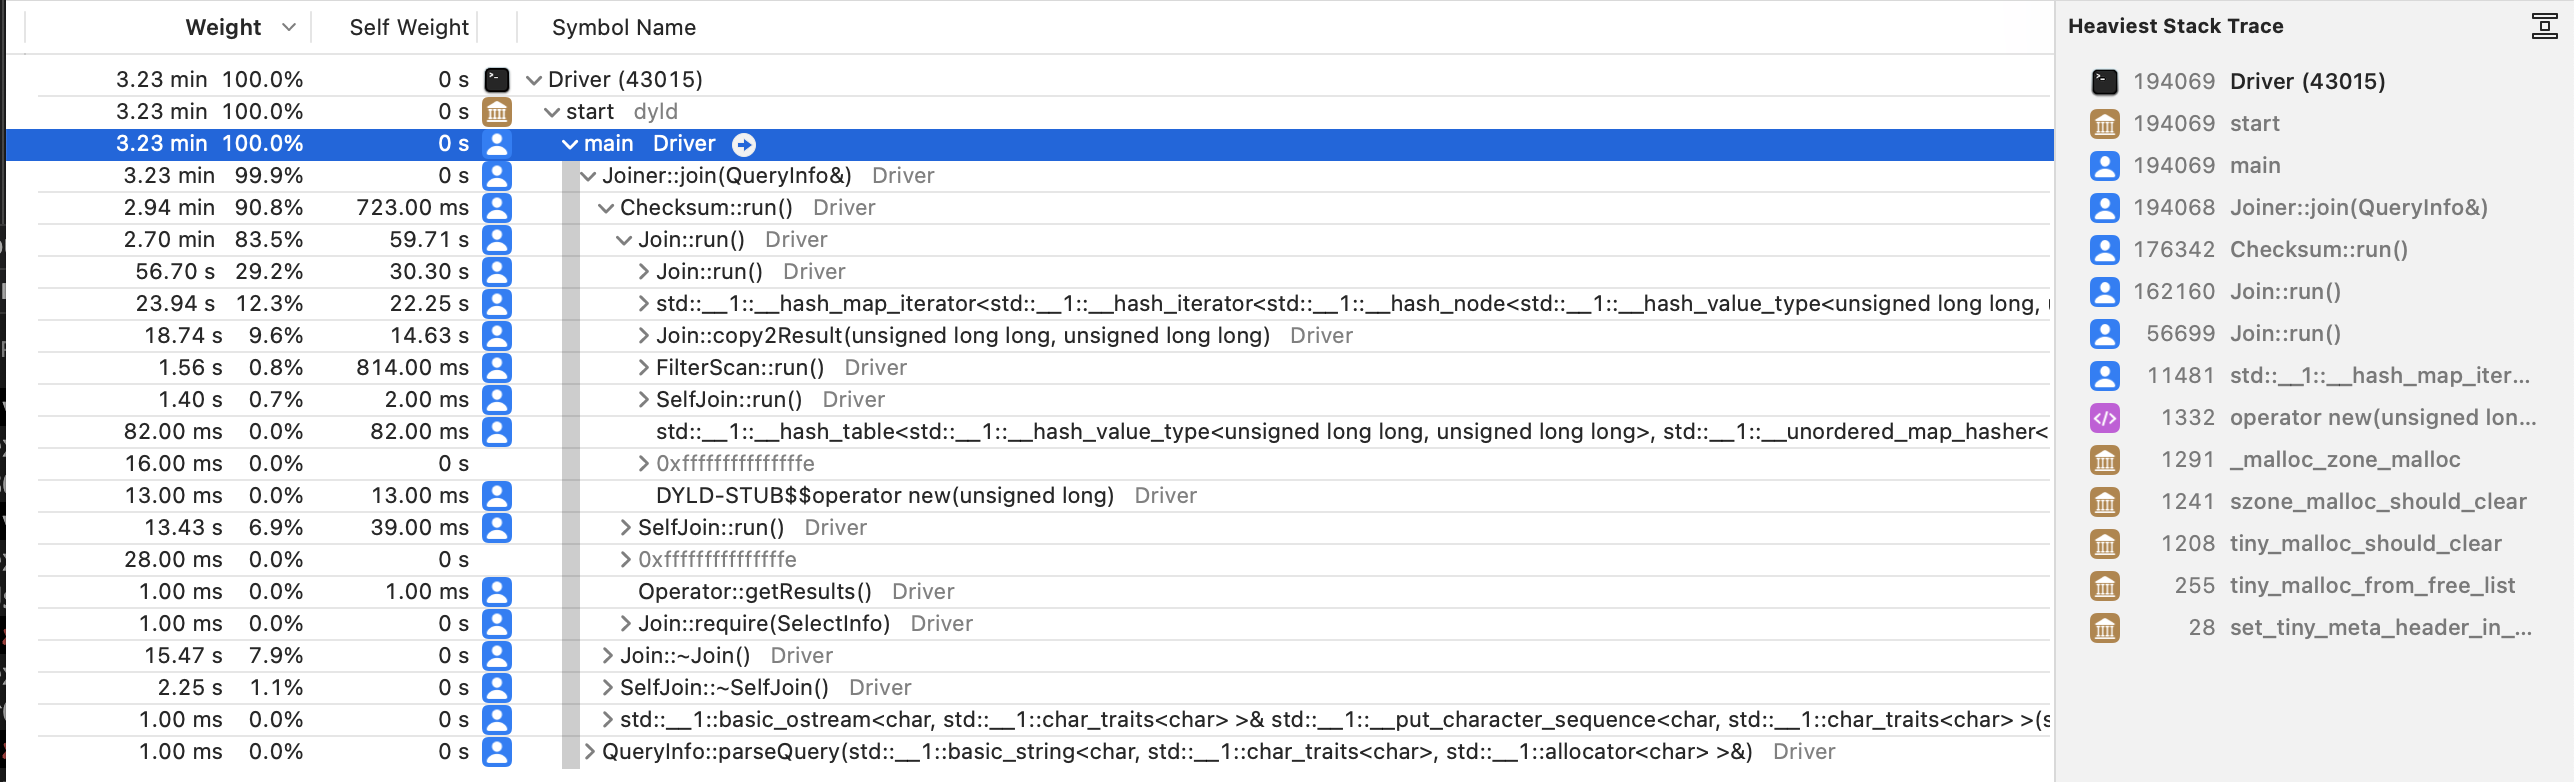 Weight Self Weight Symbol Name
3.23 min 100.0% 0 s Driver (43015)
3.23 min 100.0% 0 s start dyld
3.23 min 100.0% 0 s main Driver
3.23 min 99.9% 0 s Joiner::join(QueryInfo&) Driver
2.94 min 90.8% 723.00 ms Checksum::run() Driver
2.70 min 83.5% 59.71 s Join::run() Driver
56.70 s 29.2% 30.30 s Join::run() Driver
23.94 s 12.3% 22.25 s std::__1::__hash_map_iterator<std::__1::__hash_iterator<std::__1::__hash_node<std::__1::__hash_value_type<unsigned long long,
18.74 s 9.6% 14.63 s Join::copy2Result(unsigned long long, unsigned long long) Driver
1.56 s 0.8% 814.00 ms FilterScan::run() Driver
1.40 s 0.7% 2.00 ms SelfJoin::run() Driver
82.00 ms 0.0% 82.00 ms std::__1::__hash_table<std::__1::__hash_value_type<unsigned long long, unsigned long long>, std::__1::__unordered_map_hasher<
16.00 ms 0.0% 0 s 0xfffffffffffffffe
13.00 ms 0.0% 13.00 ms DYLD-STUB$$operator new(unsigned long) Driver
13.43 s 6.9% 39.00 ms SelfJoin::run() Driver
28.00 ms 0.0% 0 s 0xfffffffffffffffe
1.00 ms 0.0% 1.00 ms Operator::getResults() Driver
1.00 ms 0.0% 0 s Join::require(SelectInfo) Driver
15.47 s 7.9% 0 s Join::~Join() Driver
2.25 s 1.1% 0 s SelfJoin::~SelfJoin() Driver
1.00 ms 0.0% 0 s std::__1::basic_ostream<char, std::__1::char_traits<char> >& std::__1::__put_character_sequence<char, std::__1::char_traits<char> >(s
1.00 ms 0.0% 0 s QueryInfo::parseQuery(std::__1::basic_string<char, std::__1::char_traits<char>, std::__1::allocator<char> >&) Driver
Heaviest Stack Trace
194069 Driver (43015)
194069 start
194069 main
194068 Joiner::join(QueryInfo&)
176342 Checksum::run()
162160 Join::run()
56699 Join::run()
11481 std::__1::__hash_map_iter...
1332 operator new(unsigned lon...
1291 _malloc_zone_malloc
1241 szone_malloc_should_clear
1208 tiny_malloc_should_clear
255 tiny_malloc_from_free_list
28 set_tiny_meta_header_in_...